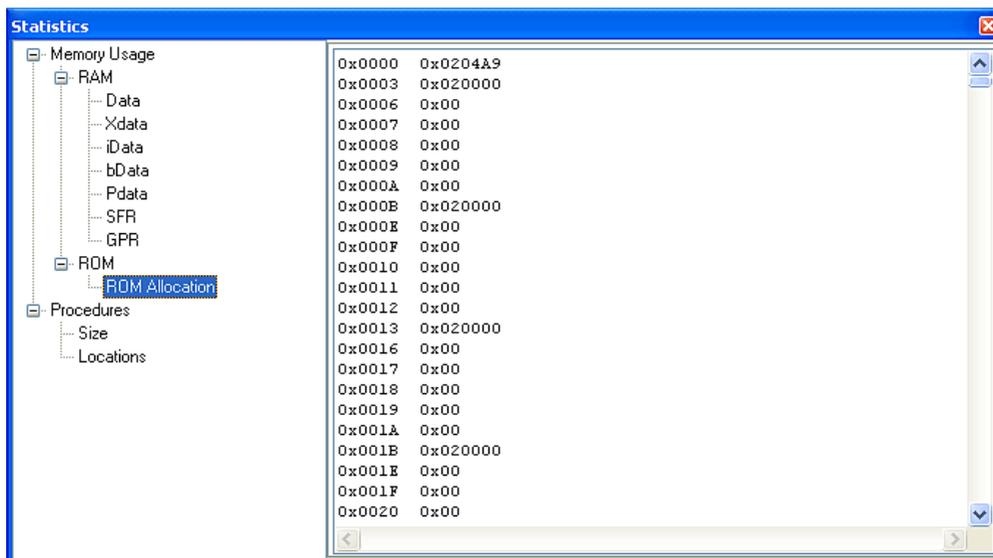 Statistics
Memory Usage
RAM
Data
Xdata
iData
bData
Pdata
SFR
GPR
ROM
ROM Allocation
Procedures
Size
Locations
0x0000 0x0204A9
0x0003 0x020000
0x0006 0x00
0x0007 0x00
0x0008 0x00
0x0009 0x00
0x000A 0x00
0x000B 0x020000
0x000E 0x00
0x000F 0x00
0x0010 0x00
0x0011 0x00
0x0012 0x00
0x0013 0x020000
0x0016 0x00
0x0017 0x00
0x0018 0x00
0x0019 0x00
0x001A 0x00
0x001B 0x020000
0x001E 0x00
0x001F 0x00
0x0020 0x00